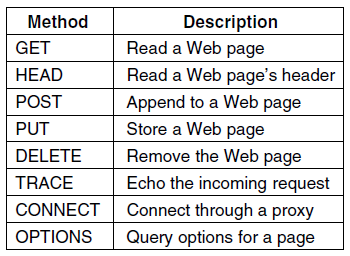 Method Description
GET Read a Web page
HEAD Read a Web page's header
POST Append to a Web page
PUT Store a Web page
DELETE Remove the Web page
TRACE Echo the incoming request
CONNECT Connect through a proxy
OPTIONS Query options for a page